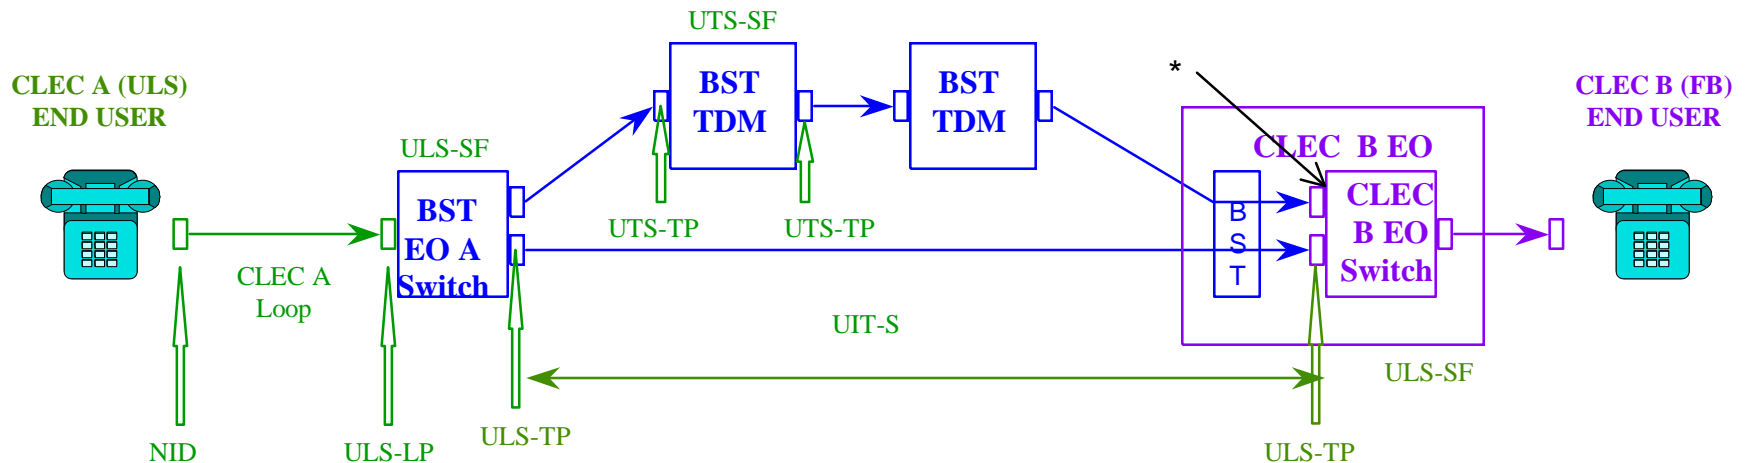 UTS-SF
CLEC A (ULS)
END USER
BST
TDM
BST
TDM
*
CLEC B (FB)
END USER
ULS-SF
CLEC B EO
BST
EO A
Switch
UTS-TP
UTS-TP
B
S
T
CLEC
B EO
Switch
CLEC A
Loop
UIT-S
ULS-SF
NID
ULS-LP
ULS-TP
ULS-TP